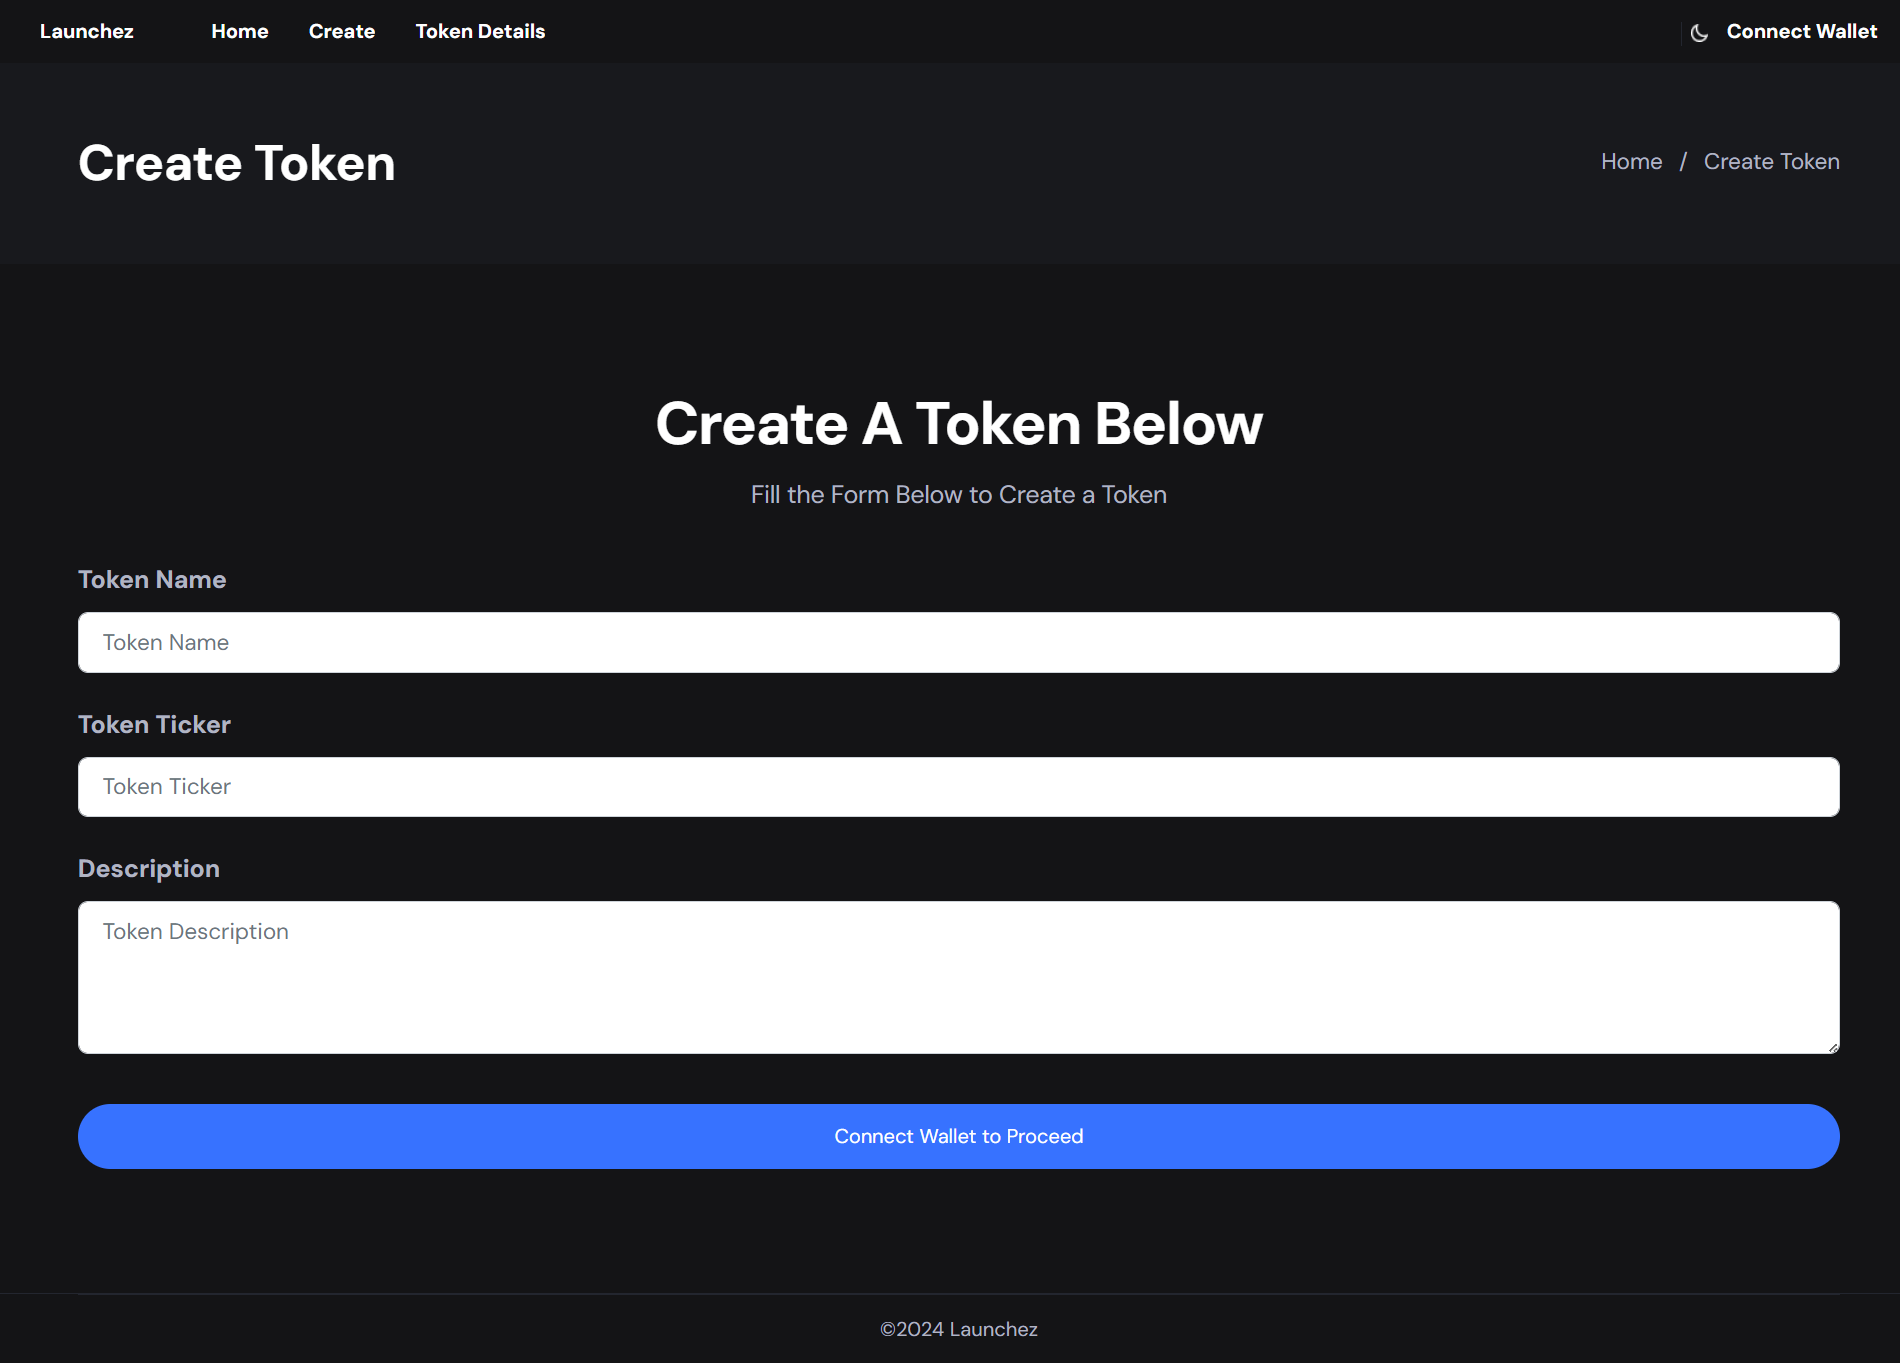 Launchez Home Create Token Details Connect Wallet
Create Token
Home / Create Token
Create A Token Below
Fill the Form Below to Create a Token
Token Name
Token Name
Token Ticker
Token Ticker
Description
Token Description
Connect Wallet to Proceed
©2024 Launchez